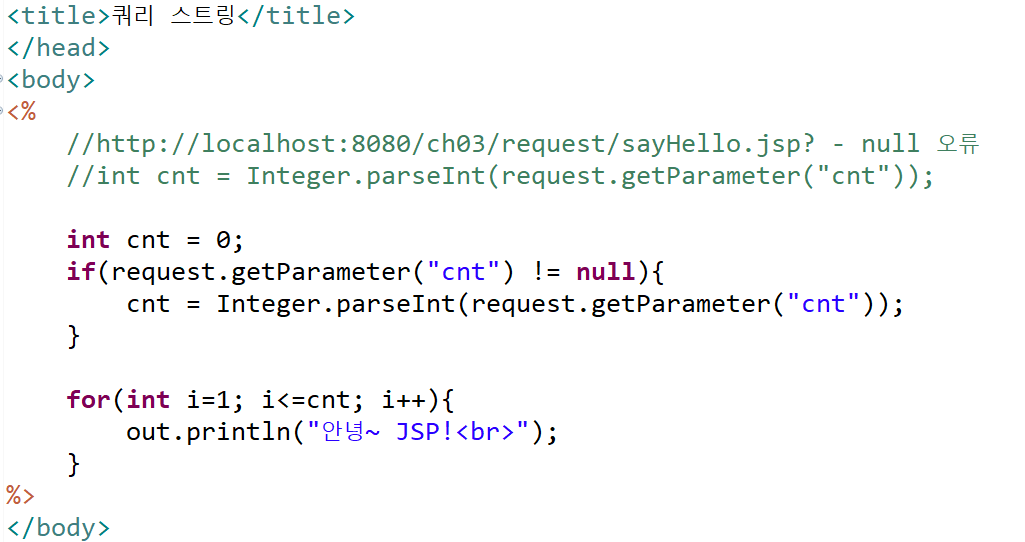 <title>쿼리 스트링</title>
</head>
<body>
<%
    //http://localhost:8080/ch03/request/sayHello.jsp? - null 오류
    //int cnt = Integer.parseInt(request.getParameter("cnt"));

    int cnt = 0;
    if(request.getParameter("cnt") != null){
        cnt = Integer.parseInt(request.getParameter("cnt"));
    }

    for(int i=1; i<=cnt; i++){
        out.println("안녕~ JSP!<br>");
    }
%>
</body>